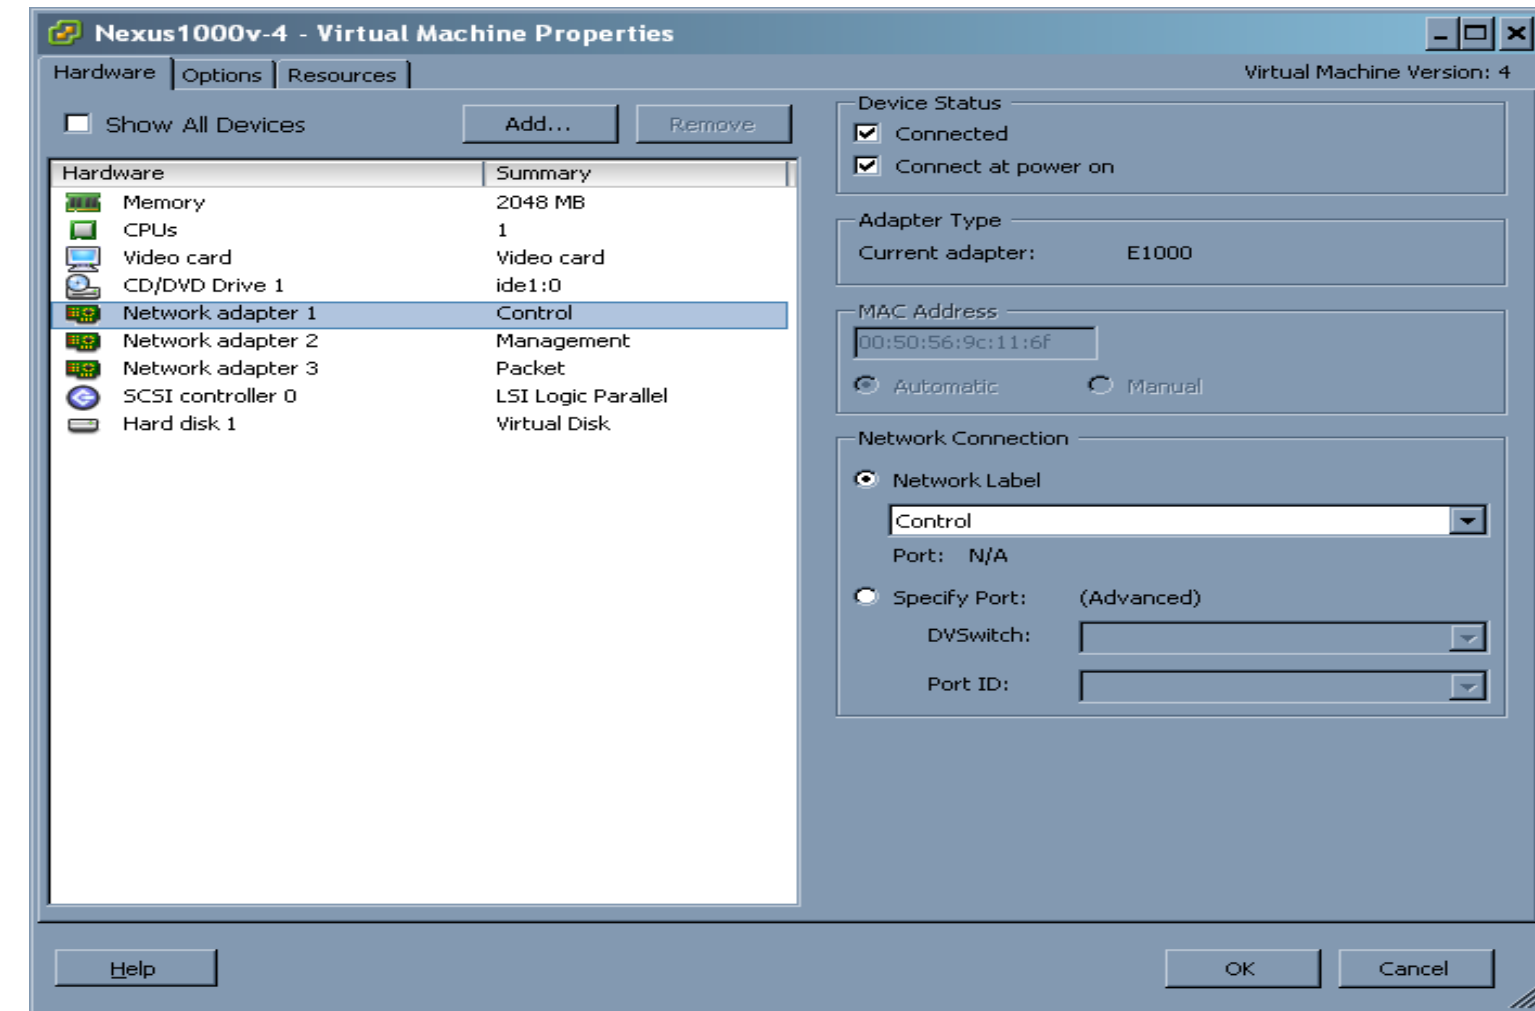 Nexus1000v-4 - Virtual Machine Properties
Hardware Options Resources Virtual Machine Version: 4
Show All Devices Add... Remove
Hardware Summary
Memory 2048 MB
CPUs 1
Video card Video card
CD/DVD Drive 1 ide1:0
Network adapter 1 Control
Network adapter 2 Management
Network adapter 3 Packet
SCSI controller 0 LSI Logic Parallel
Hard disk 1 Virtual Disk
Device Status
Connected
Connect at power on
Adapter Type
Current adapter: E1000
MAC Address
00:50:56:9c:11:6f
Automatic Manual
Network Connection
Network Label
Control
Port: N/A
Specify Port: (Advanced)
DVSwitch:
Port ID:
Help OK Cancel